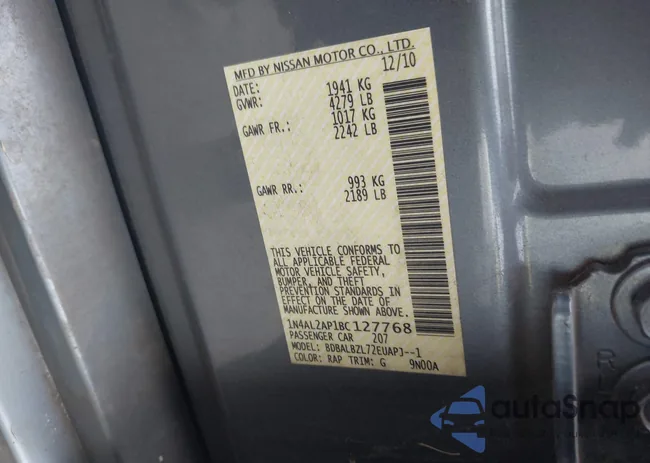 MFD BY NISSAN MOTOR CO., LTD.
DATE: 12/10
GVWR: 1941 KG
4279 LB
GAWR FR.: 1017 KG
2242 LB
GAWR RR.: 993 KG
2189 LB
THIS VEHICLE CONFORMS TO
ALL APPLICABLE FEDERAL
MOTOR VEHICLE SAFETY,
BUMPER, AND THEFT
PREVENTION STANDARDS IN
EFFECT ON THE DATE OF
MANUFACTURE SHOWN ABOVE.
1N4AL2AP1BC127768
PASSENGER CAR 207
MODEL: BDBALBZL72EUAPJ--1
COLOR: RAP TRIM: G 9N00A
autoSnap